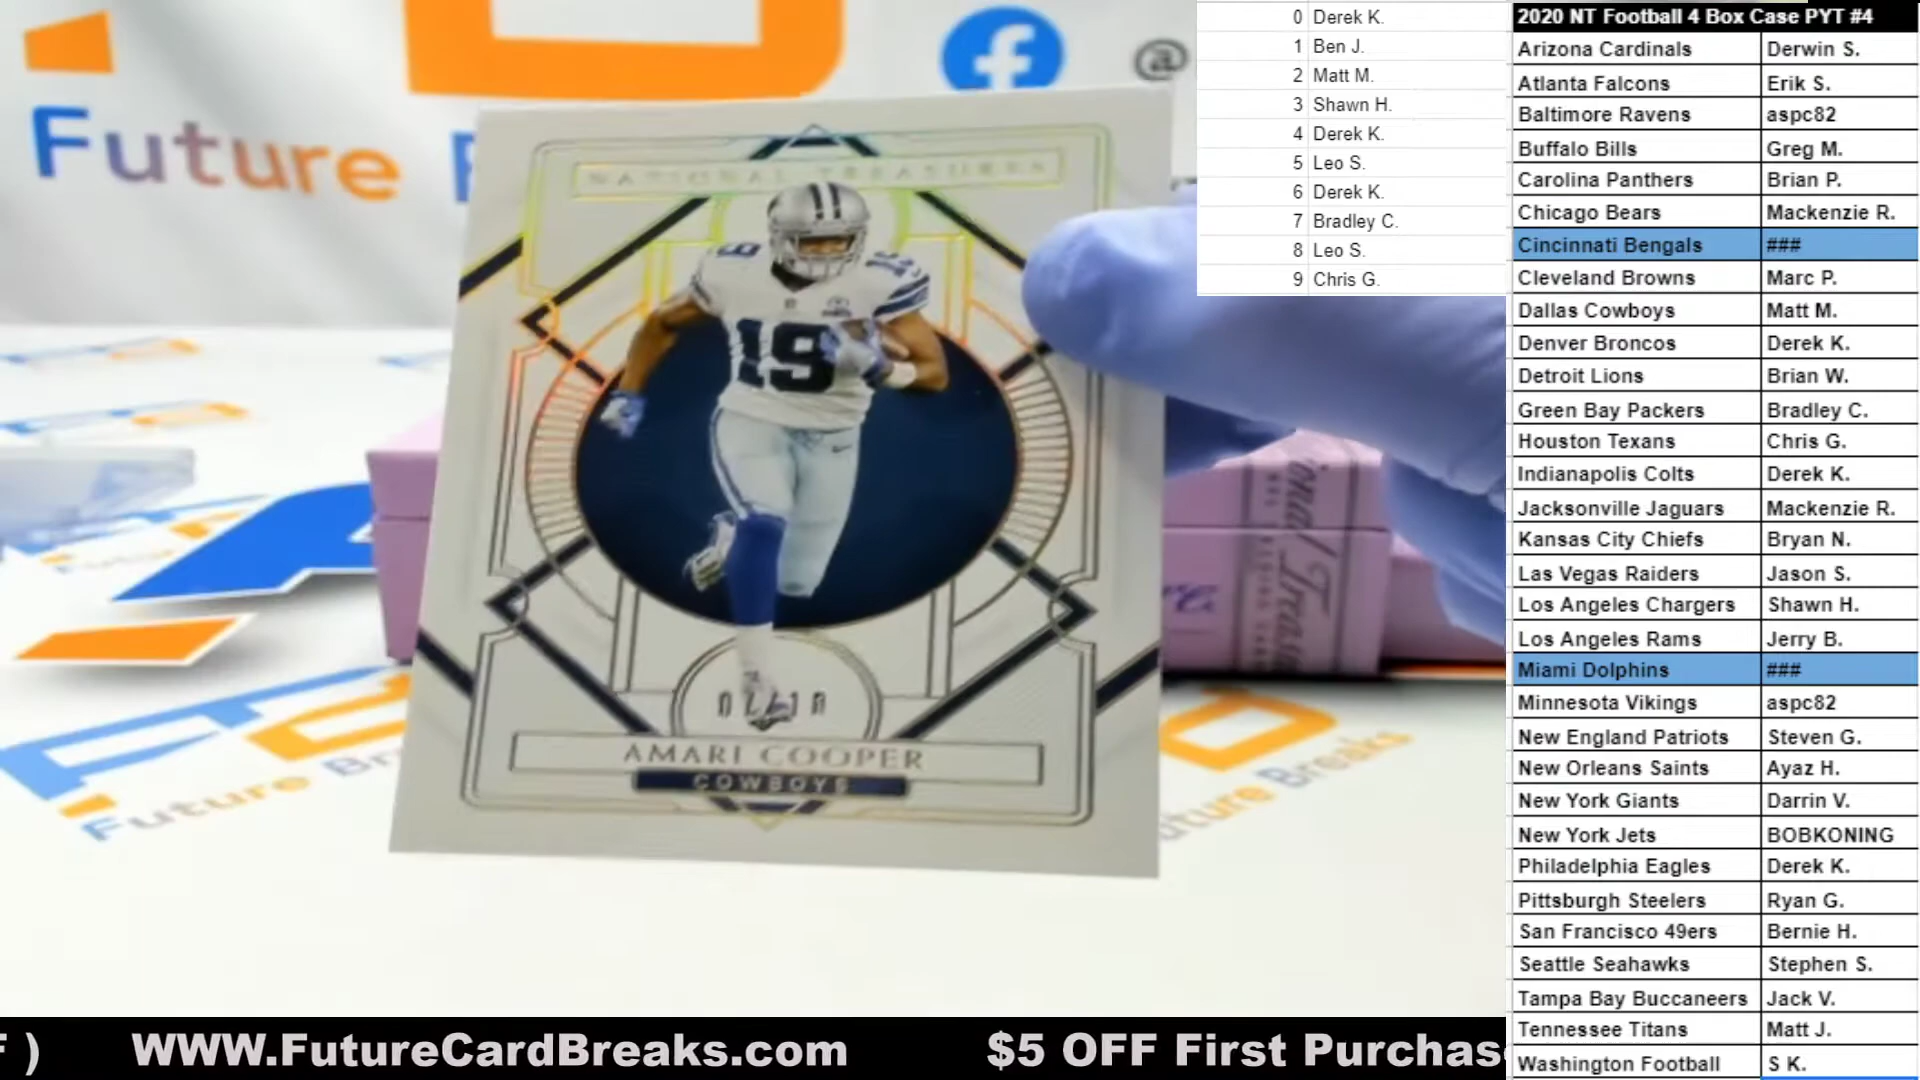 Future
@
NATIONAL TREASURES
19
19
AMARI COOPER
COWBOYS
Future
Future Breaks
0 Derek K.
1 Ben J.
2 Matt M.
3 Shawn H.
4 Derek K.
5 Leo S.
6 Derek K.
7 Bradley C.
8 Leo S.
9 Chris G.
2020 NT Football 4 Box Case PYT #4
Arizona Cardinals Derwin S.
Atlanta Falcons Erik S.
Baltimore Ravens aspc82
Buffalo Bills Greg M.
Carolina Panthers Brian P.
Chicago Bears Mackenzie R.
Cincinnati Bengals ###
Cleveland Browns Marc P.
Dallas Cowboys Matt M.
Denver Broncos Derek K.
Detroit Lions Brian W.
Green Bay Packers Bradley C.
Houston Texans Chris G.
Indianapolis Colts Derek K.
Jacksonville Jaguars Mackenzie R.
Kansas City Chiefs Bryan N.
Las Vegas Raiders Jason S.
Los Angeles Chargers Shawn H.
Los Angeles Rams Jerry B.
Miami Dolphins ###
Minnesota Vikings aspc82
New England Patriots Steven G.
New Orleans Saints Ayaz H.
New York Giants Darrin V.
New York Jets BOBKONING
Philadelphia Eagles Derek K.
Pittsburgh Steelers Ryan G.
San Francisco 49ers Bernie H.
Seattle Seahawks Stephen S.
Tampa Bay Buccaneers Jack V.
Tennessee Titans Matt J.
Washington Football S K.
) WWW.FutureCardBreaks.com $5 OFF First Purchas